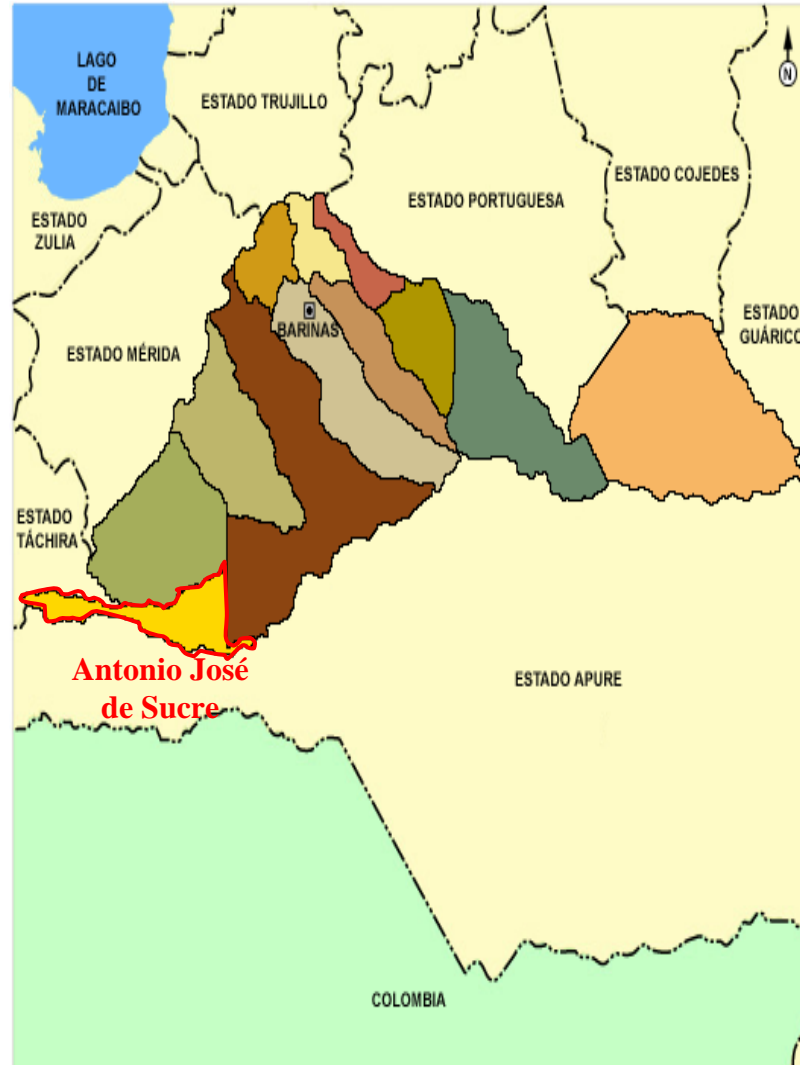 LAGO
DE
MARACAIBO
ESTADO TRUJILLO
N
ESTADO COJEDES
ESTADO PORTUGUESA
ESTADO
ZULIA
ESTADO
GUÁRICO
BARINAS
ESTADO MÉRIDA
ESTADO
TÁCHIRA
Antonio José
de Sucre
ESTADO APURE
COLOMBIA